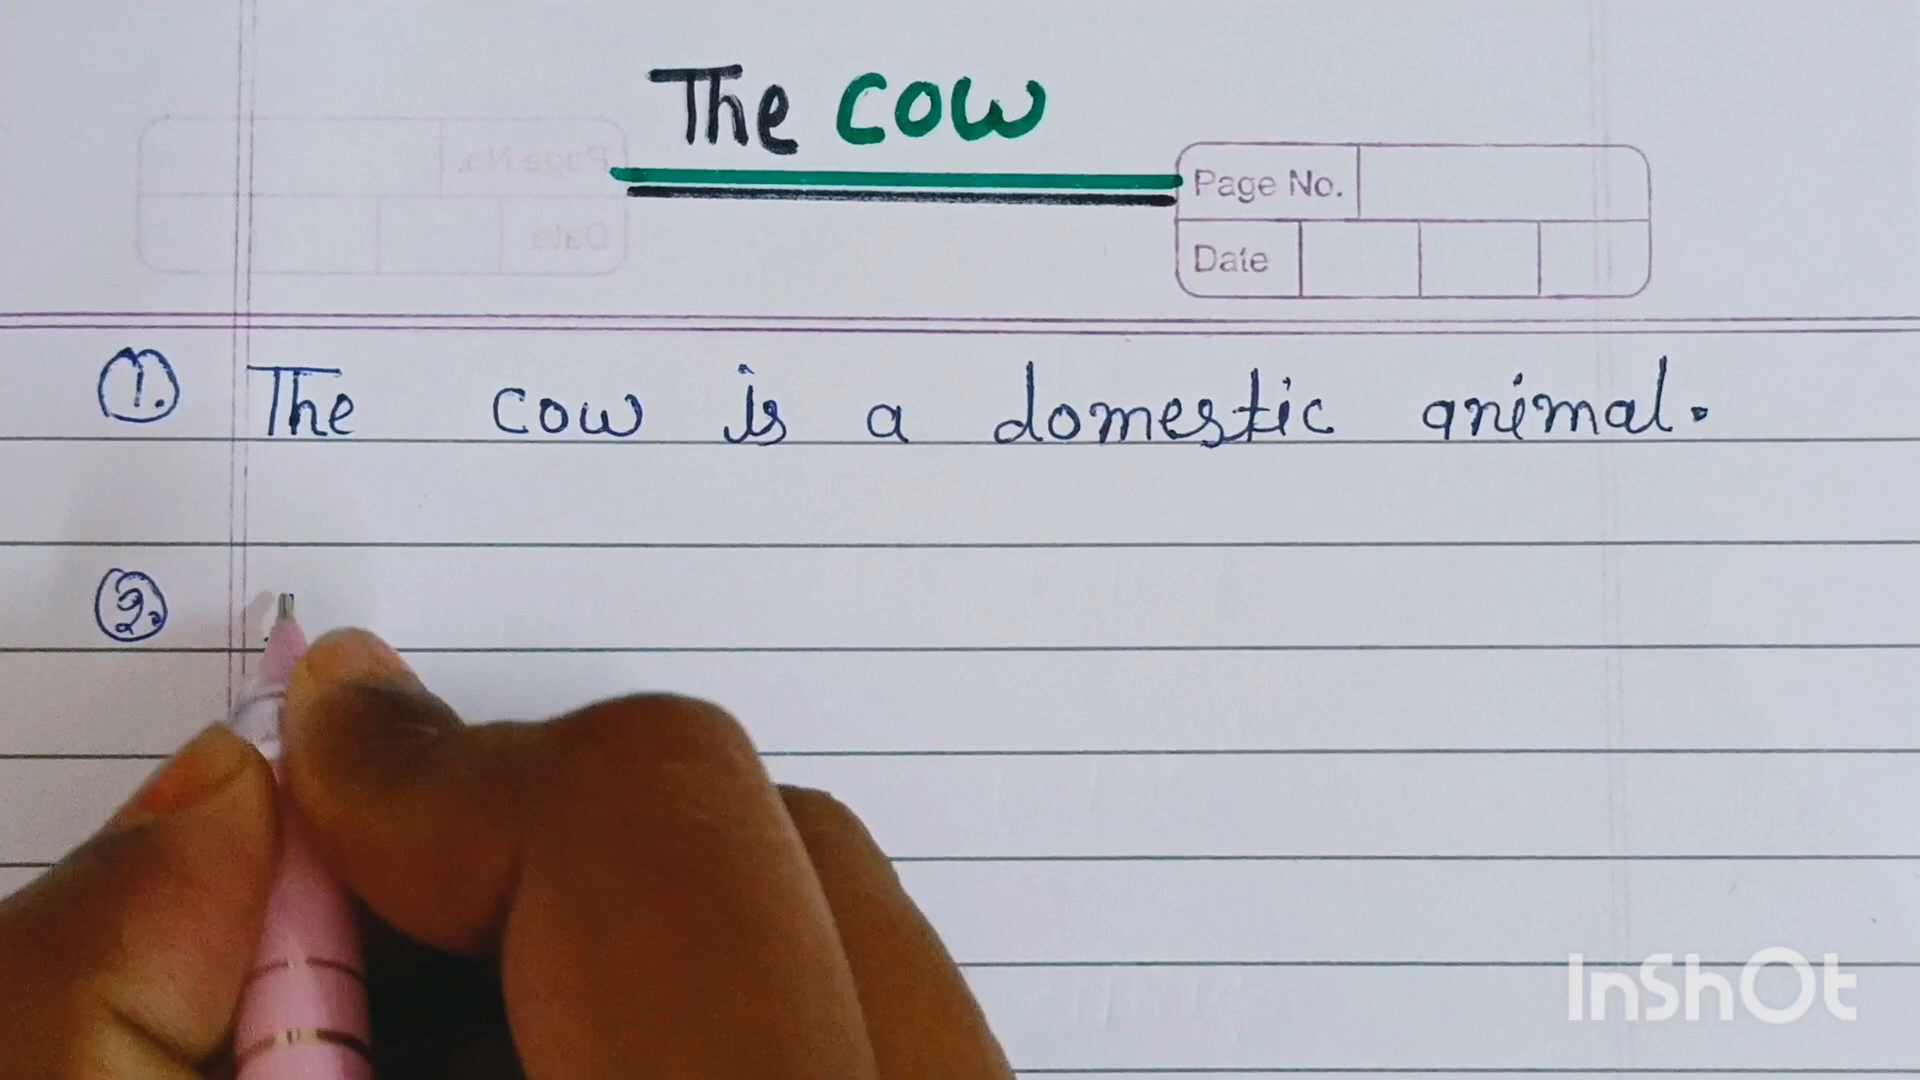 The cow
Page No.
Date
1. The cow is a domestic animal.
2.
InShOt